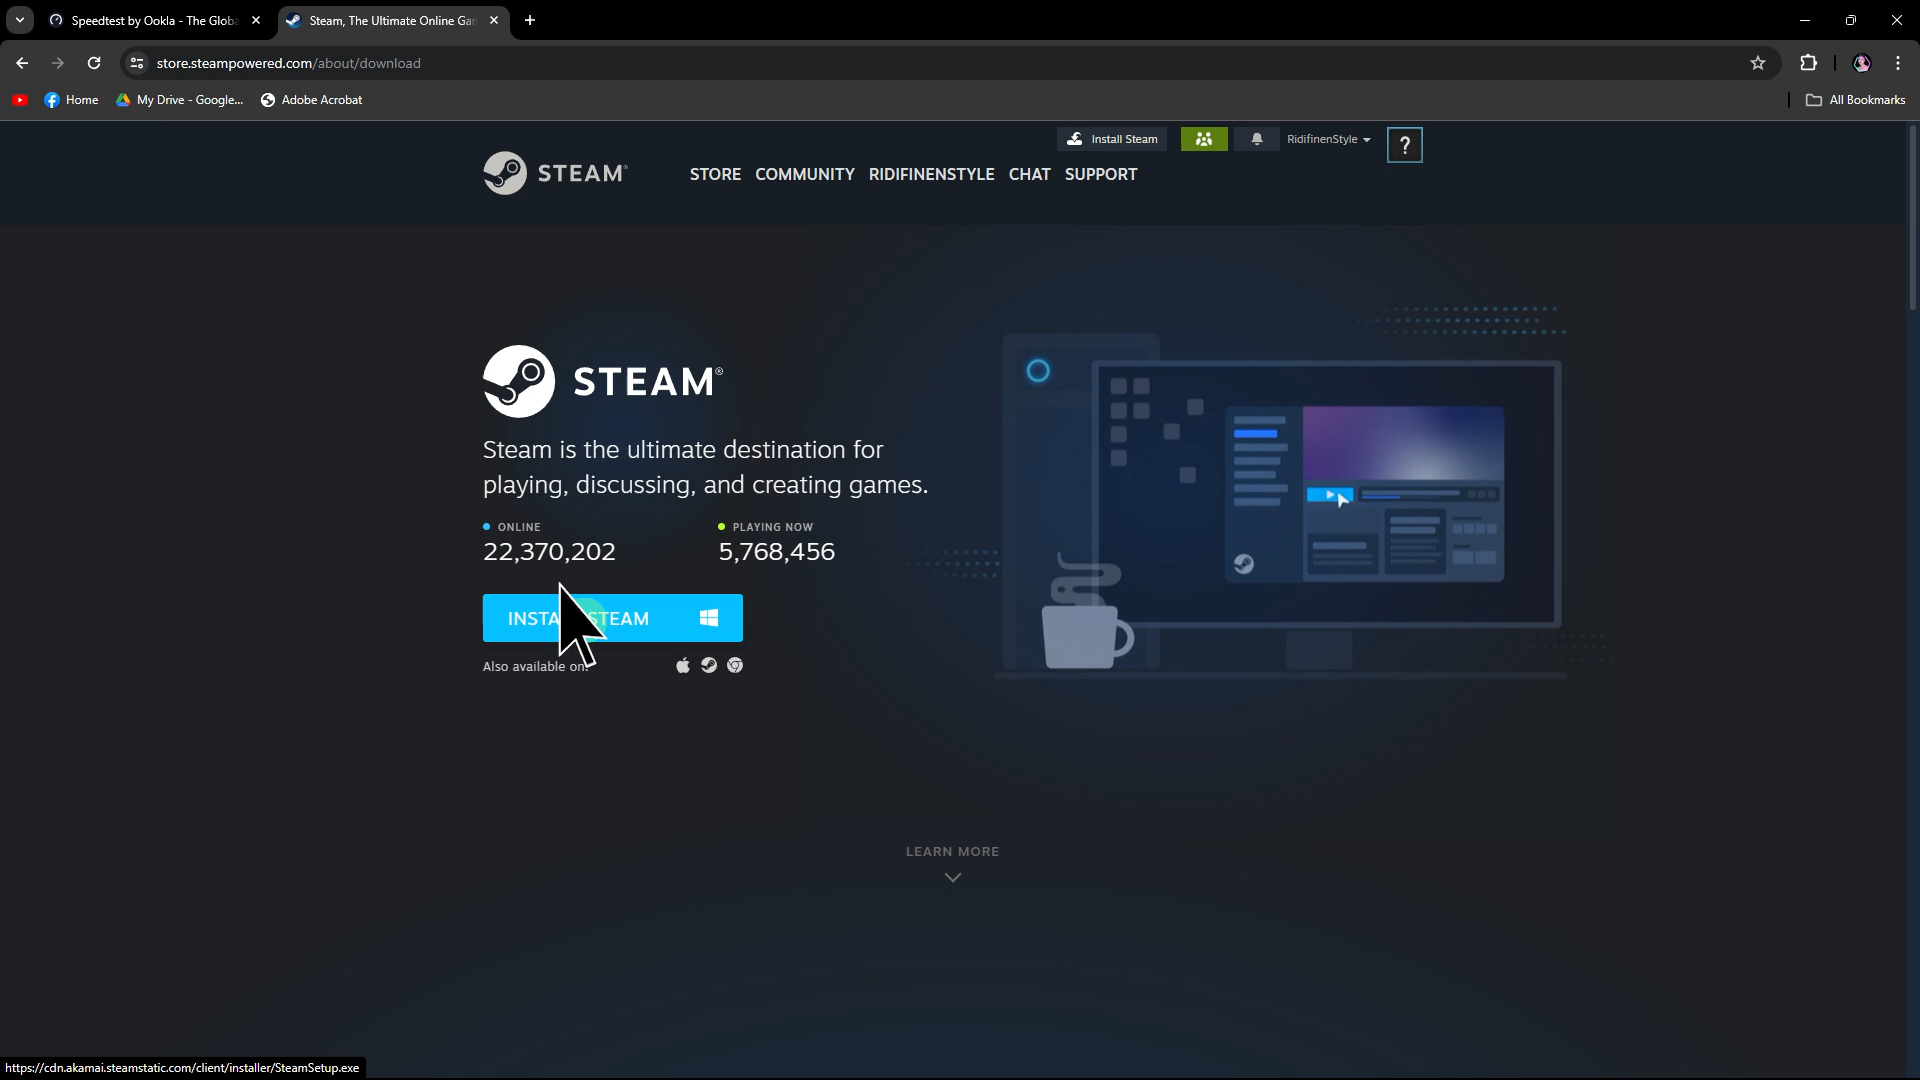 Speedtest by Ookla - The Globa
Steam, The Ultimate Online Gam
store.steampowered.com/about/download
Home
My Drive - Google...
Adobe Acrobat
All Bookmarks
Install Steam
RidifinenStyle
?
STEAM®
STORE COMMUNITY RIDIFINENSTYLE CHAT SUPPORT
STEAM®
Steam is the ultimate destination for
playing, discussing, and creating games.
ONLINE
PLAYING NOW
22,370,202
5,768,456
INSTA STEAM
Also available on:
LEARN MORE
https://cdn.akamai.steamstatic.com/client/installer/SteamSetup.exe